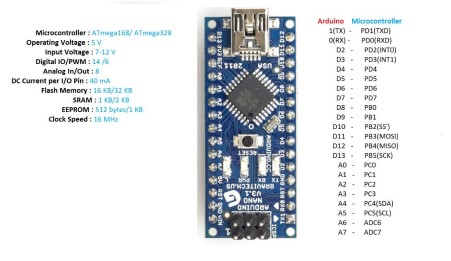 Microcontroller : ATmega168/ ATmega328
Operating Voltage : 5 V
Input Voltage : 7-12 V
Digital IO/PWM : 14 /6
Analog In/Out : 8
DC Current per I/O Pin : 40 mA
Flash Memory : 16 KB/32 KB
SRAM : 1 KB/2 KB
EEPROM : 512 bytes/1 KB
Clock Speed : 16 MHz
USA
2011
RESET
ARDUINO
NANO
V3.1
GRAVITECH.US
ICSP
Arduino Microcontroller
1(TX) - PD1(TXD)
0(RX) - PD0(RXD)
D2 - PD2(INT0)
D3 - PD3(INT1)
D4 - PD4
D5 - PD5
D6 - PD6
D7 - PD7
D8 - PB0
D9 - PB1
D10 - PB2(SS')
D11 - PB3(MOSI)
D12 - PB4(MISO)
D13 - PB5(SCK)
A0 - PC0
A1 - PC1
A2 - PC2
A3 - PC3
A4 - PC4(SDA)
A5 - PC5(SCL)
A6 - ADC6
A7 - ADC7